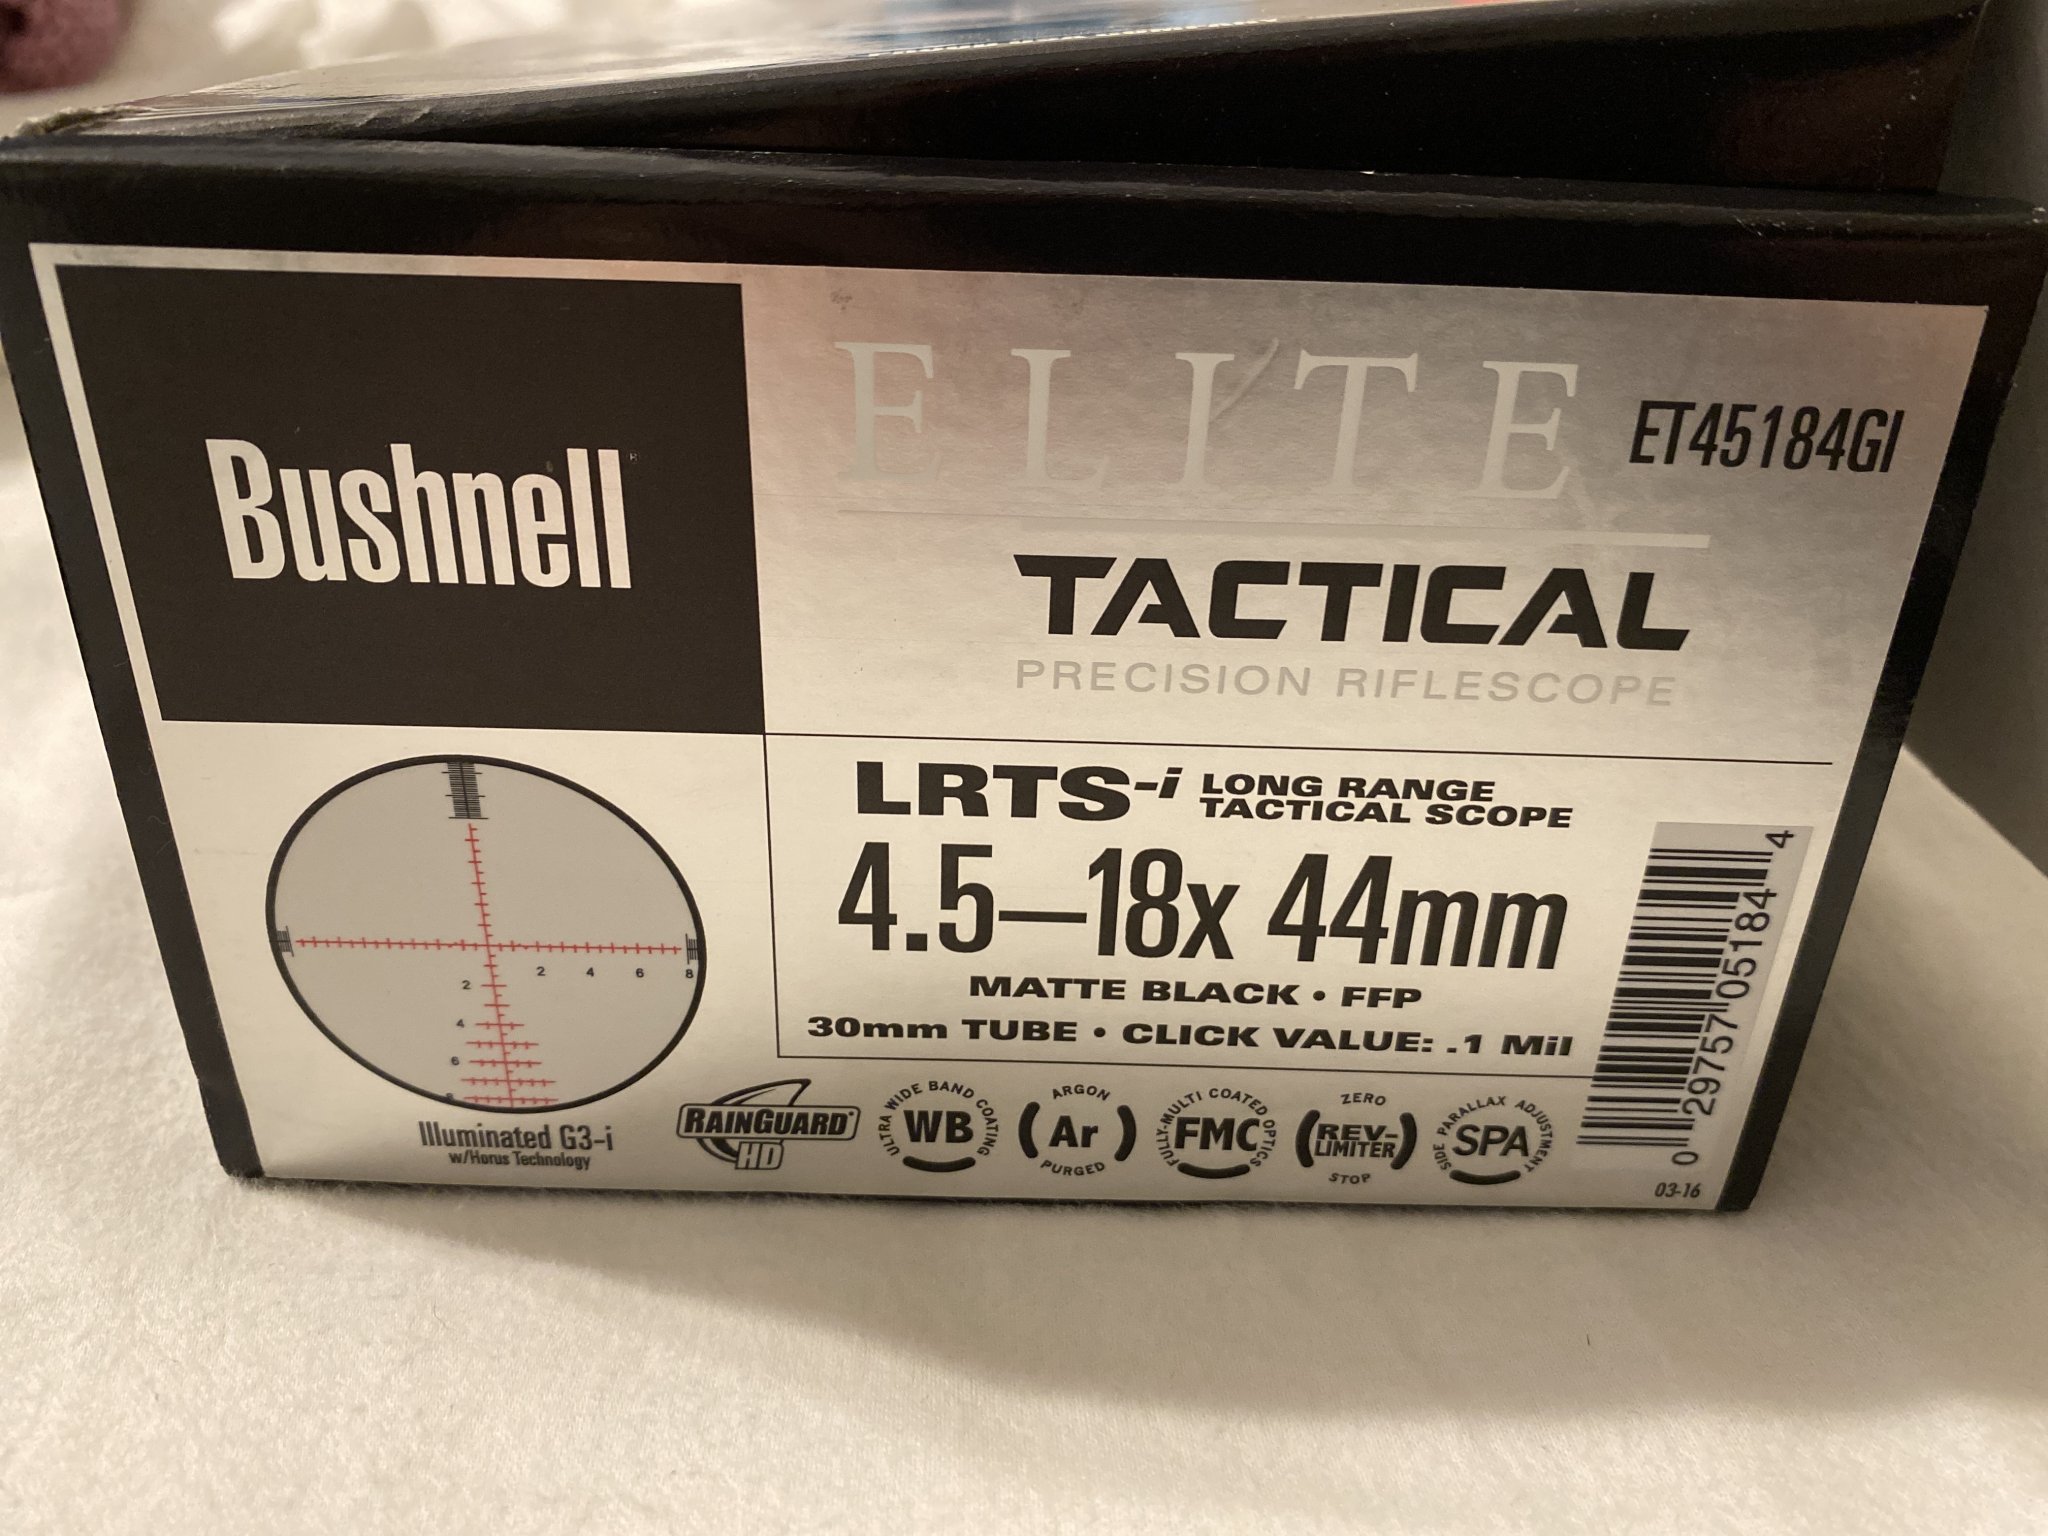 Bushnell®
ELITE
ET45184GI
TACTICAL
PRECISION RIFLESCOPE
LRTS-i LONG RANGE
TACTICAL SCOPE
4.5—18x 44mm
MATTE BLACK • FFP
30mm TUBE • CLICK VALUE: .1 Mil
2 4 6 8
2
4
6
8
Illuminated G3-i
w/Horus Technology
RAINGUARD®
HD
ULTRA WIDE BAND COATING
WB
ARGON
Ar
PURGED
FULLY-MULTI COATED OPTICS
FMC
ZERO
REV-
LIMITER
STOP
SIDE PARALLAX ADJUSTMENT
SPA
0 29757 05184 4
03-16